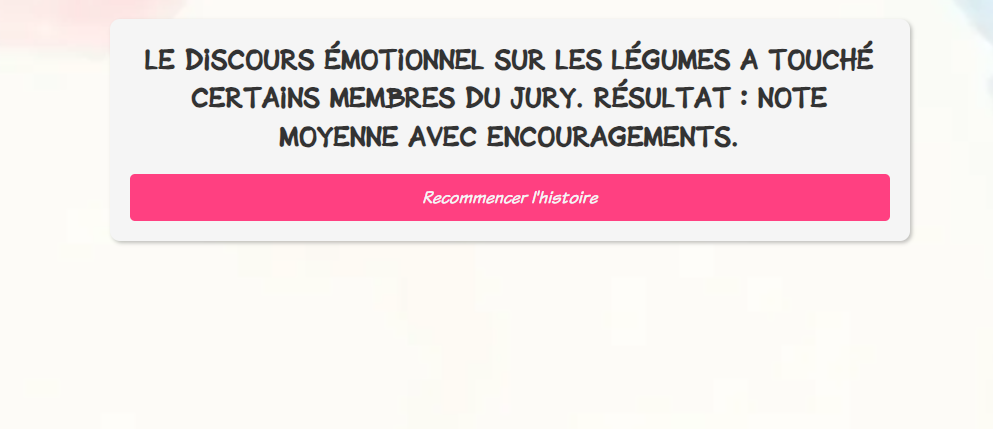 LE DISCOURS ÉMOTIONNEL SUR LES LÉGUMES A TOUCHÉ
CERTAINS MEMBRES DU JURY. RÉSULTAT : NOTE
MOYENNE AVEC ENCOURAGEMENTS.
Recommencer l'histoire